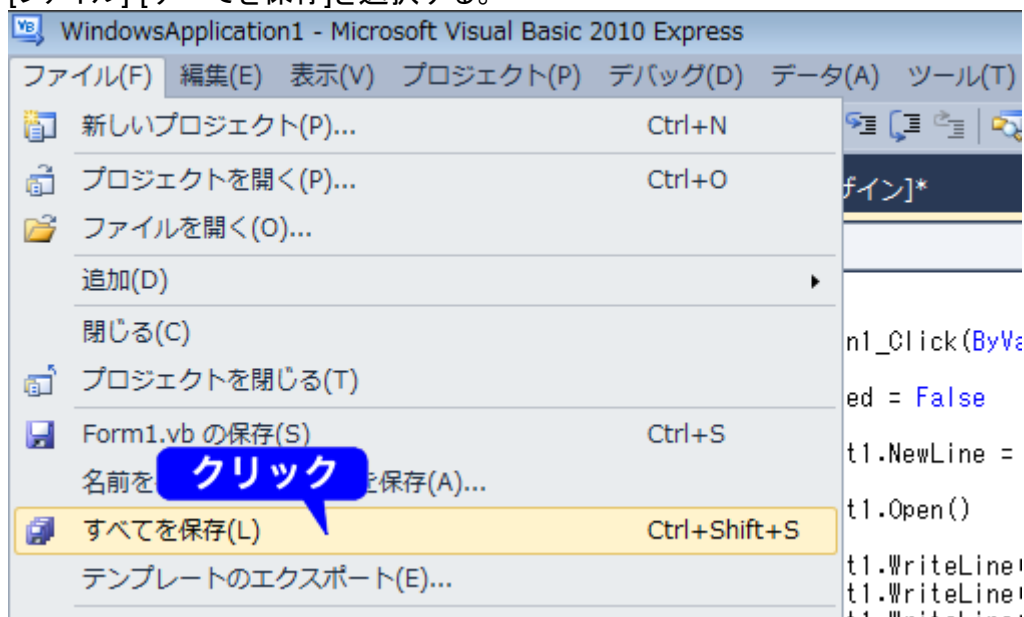 WindowsApplication1 - Microsoft Visual Basic 2010 Express
ファイル(F) 編集(E) 表示(V) プロジェクト(P) デバッグ(D) データ(A) ツール(T)
新しいプロジェクト(P)... Ctrl+N
プロジェクトを開く(P)... Ctrl+O
ザイン]*
ファイルを開く(O)...
追加(D)
閉じる(C)
n1_Click(ByVa
プロジェクトを閉じる(T)
ed = False
Form1.vb の保存(S) Ctrl+S
t1.NewLine =
クリック
名前を 保存(A)...
t1.Open()
すべてを保存(L) Ctrl+Shift+S
t1.WriteLine
テンプレートのエクスポート(E)...
t1.WriteLine